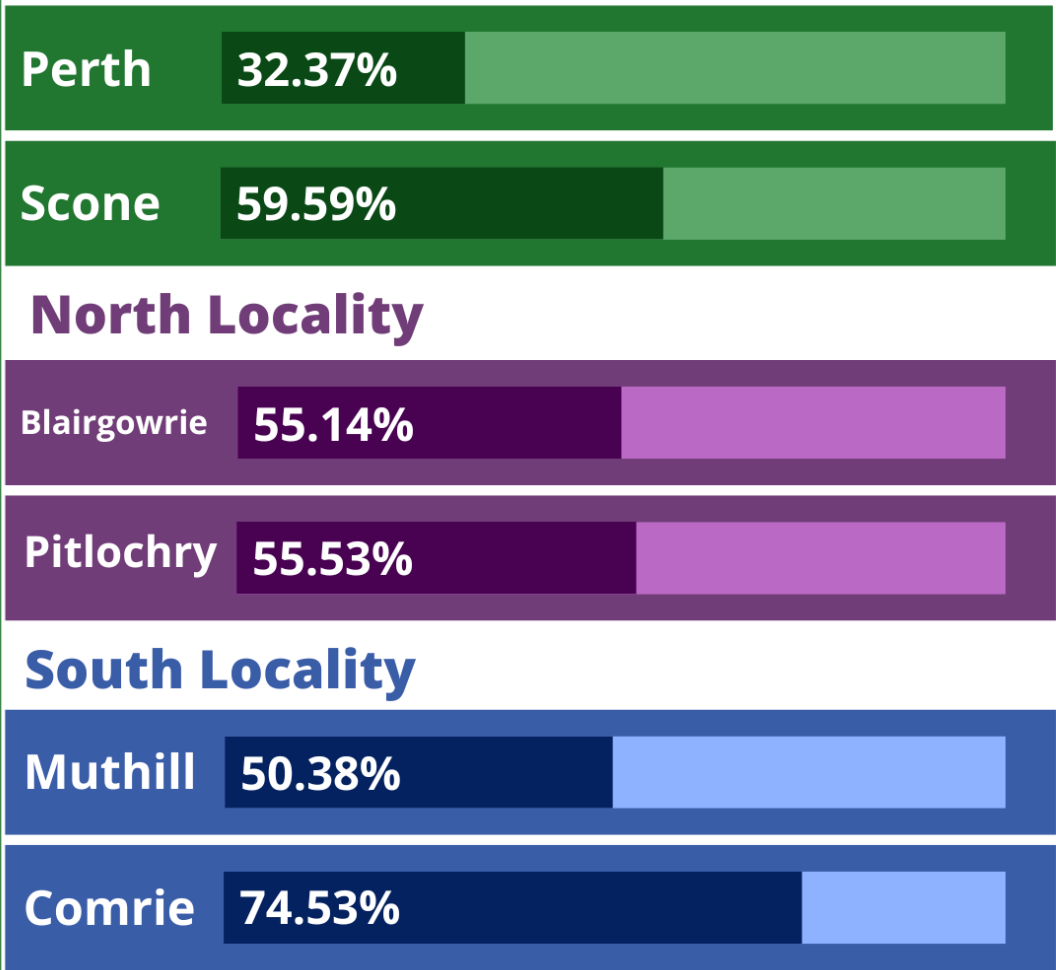 Perth 32.37%
Scone 59.59%
North Locality
Blairgowrie 55.14%
Pitlochry 55.53%
South Locality
Muthill 50.38%
Comrie 74.53%